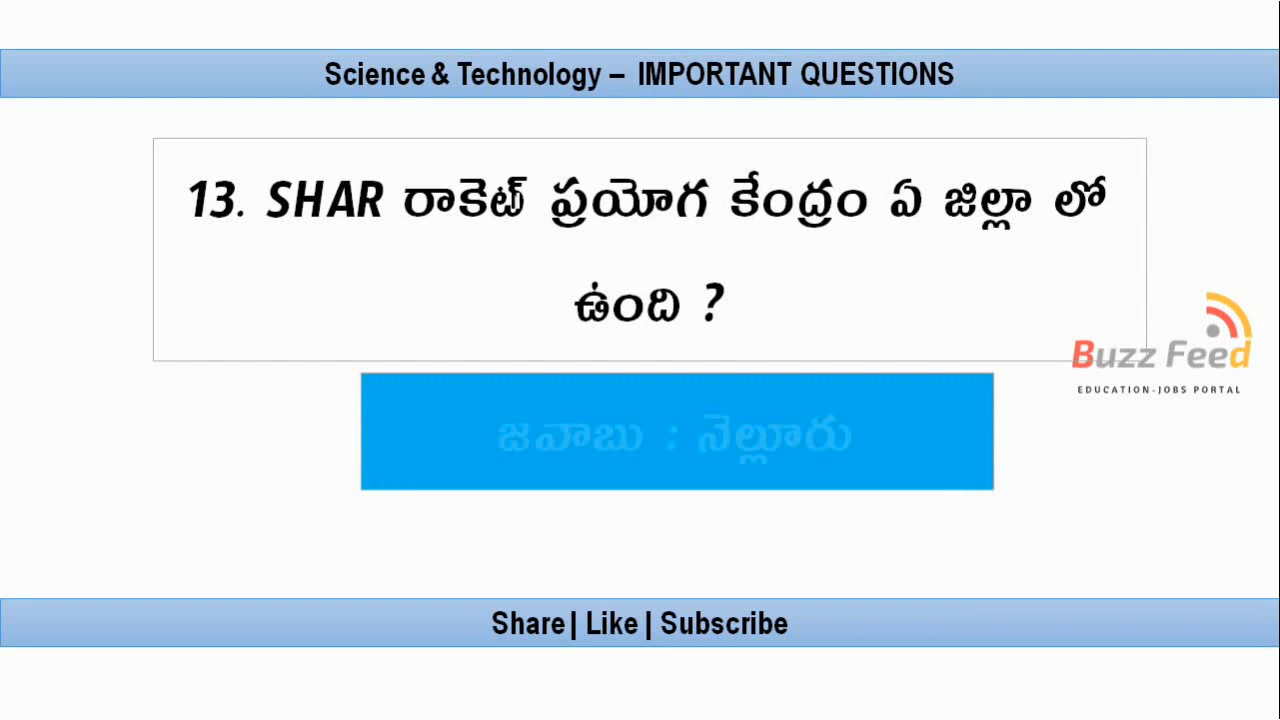 Science & Technology – IMPORTANT QUESTIONS
13. SHAR రాకెట్ ప్రయోగ కేంద్రం ఏ జిల్లా లో
ఉంది ?
Buzz Feed
EDUCATION-JOBS PORTAL
జవాబు : నెల్లూరు
Share| Like| Subscribe